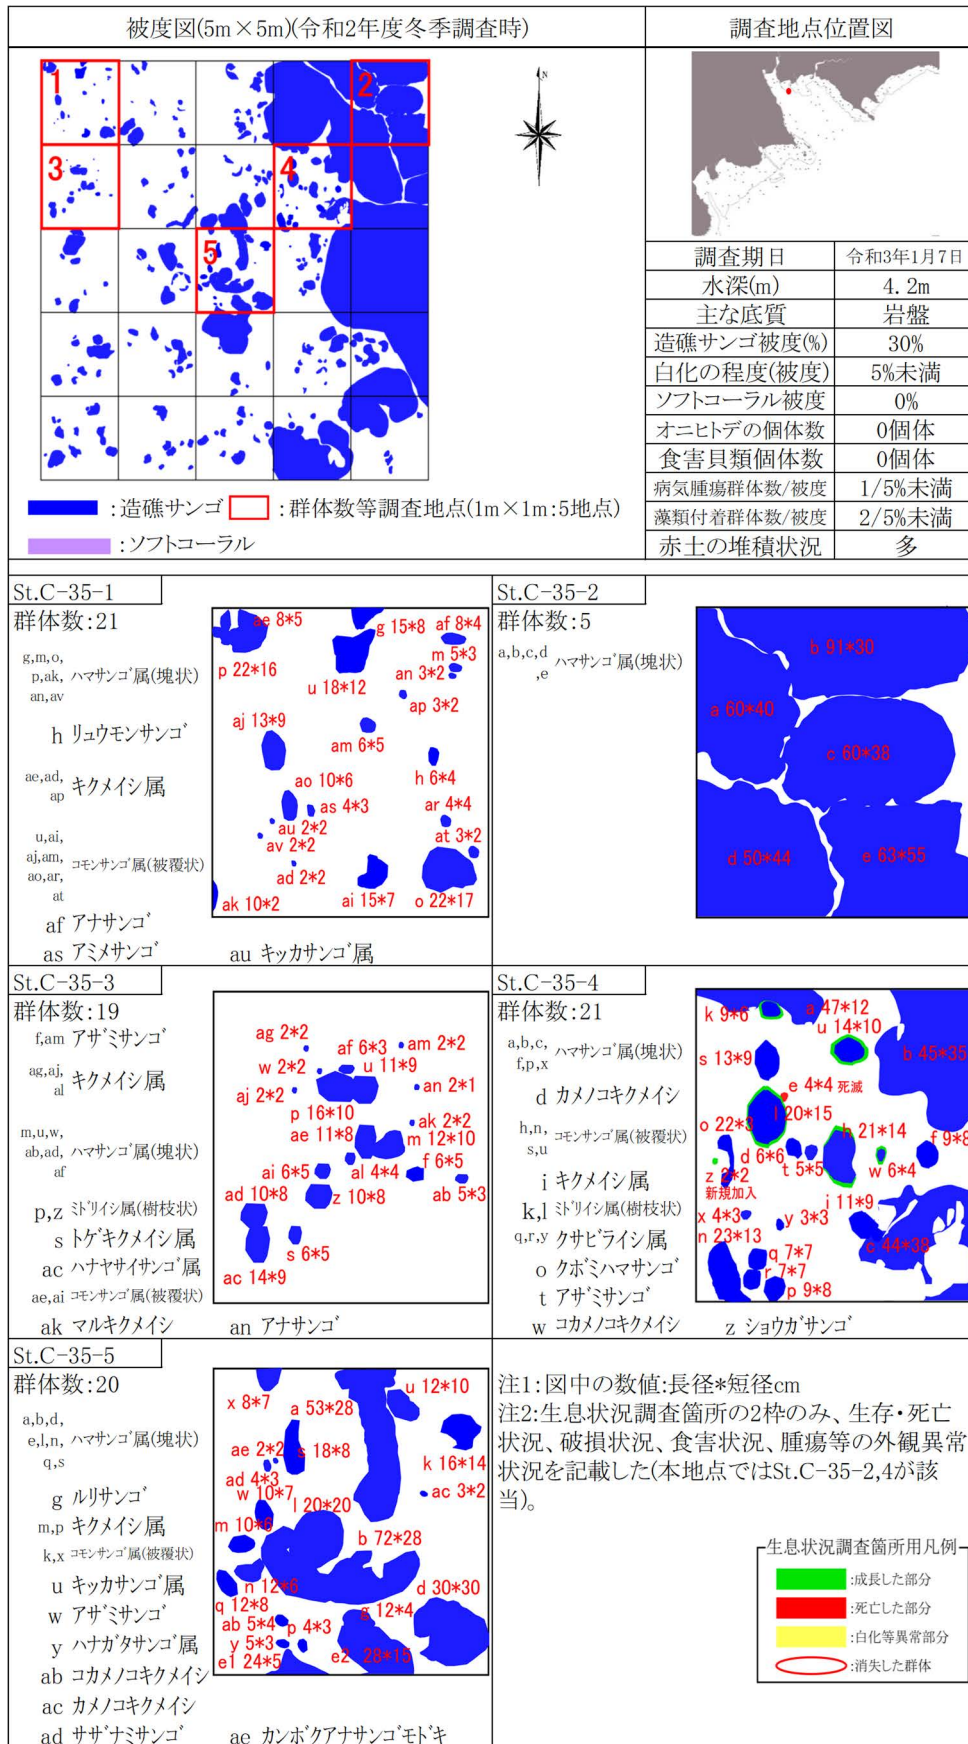 被度図(5m×5m)(令和2年度冬季調査時)
調査地点位置図
1
2
3
4
5
N
■:造礁サンゴ □:群体数等調査地点(1m×1m:5地点)
:ソフトコーラル
調査期日 令和3年1月7日
水深(m) 4.2m
主な底質 岩盤
造礁サンゴ被度(%) 30%
白化の程度(被度) 5%未満
ソフトコーラル被度 0%
オニヒトデの個体数 0個体
食害貝類個体数 0個体
病気腫瘍群体数/被度 1/5%未満
藻類付着群体数/被度 2/5%未満
赤土の堆積状況 多
St.C-35-1
群体数:21
g,m,o,
p,ak, ハマサンゴ属(塊状)
an,av
h リュウモンサンゴ
ae,ad,
ap キクメイシ属
u,ai,
aj,am, コモンサンゴ属(被覆状)
ao,ar,
at
af アナサンゴ
as アミメサンゴ au キッカサンゴ属
ae 8*5
g 15*8
af 8*4
m 5*3
p 22*16
an 3*2
u 18*12
ap 3*2
aj 13*9
am 6*5
ao 10*6
h 6*4
as 4*3
ar 4*4
au 2*2
av 2*2
at 3*2
ad 2*2
ak 10*2
ai 15*7
o 22*17
St.C-35-2
群体数:5
a,b,c,d
,e ハマサンゴ属(塊状)
b 91*30
a 60*40
c 60*38
d 50*44
e 63*55
St.C-35-3
群体数:19
f,am アザミサンゴ
ag,aj,
al キクメイシ属
m,u,w,
ab,ad, ハマサンゴ属(塊状)
af
p,z ミドリイシ属(樹枝状)
s トゲキクメイシ属
ac ハナヤサイサンゴ属
ae,ai コモンサンゴ属(被覆状)
ak マルキクメイシ an アナサンゴ
ag 2*2
af 6*3
am 2*2
w 2*2
u 11*9
aj 2*2
an 2*1
p 16*10
ak 2*2
ae 11*8
m 12*10
ai 6*5
al 4*4
f 6*5
ad 10*8
z 10*8
ab 5*3
s 6*5
ac 14*9
St.C-35-4
群体数:21
a,b,c,
f,p,x ハマサンゴ属(塊状)
d カメノコキクメイシ
h,n,
s,u コモンサンゴ属(被覆状)
i キクメイシ属
k,l ミドリイシ属(樹枝状)
q,r,y クサビライシ属
o クボミハマサンゴ
t アザミサンゴ
w コカメノコキクメイシ z ショウガサンゴ
k 9*6
a 47*12
u 14*10
s 13*9
b 45*35
e 4*4 死滅
l 20*15
o 22*3
h 21*14
f 9*8
d 6*6
t 5*5
w 6*4
z 2*2
新規加入
i 11*9
x 4*3
y 3*3
n 23*13
c 44*38
q 7*7
r 7*7
p 9*8
St.C-35-5
群体数:20
a,b,d,
e,l,n, ハマサンゴ属(塊状)
q,s
g ルリサンゴ
m,p キクメイシ属
k,x コモンサンゴ属(被覆状)
u キッカサンゴ属
w アザミサンゴ
y ハナガタサンゴ属
ab コカメノコキクメイシ
ac カメノコキクメイシ
ad サザナミサンゴ ae カンボクアナサンゴモドキ
x 8*7
a 53*28
u 12*10
ae 2*2
s 18*8
k 16*14
ad 4*3
w 10*7
ac 3*2
l 20*20
m 10*6
b 72*28
n 12*6
d 30*30
q 12*8
g 12*4
ab 5*4
p 4*3
y 5*3
e1 24*5
e2 28*15
注1:図中の数値:長径*短径cm
注2:生息状況調査箇所の2枠のみ、生存・死亡
状況、破損状況、食害状況、腫瘍等の外観異常
状況を記載した(本地点ではSt.C-35-2,4が該
当)。
生息状況調査箇所用凡例
:成長した部分
:死亡した部分
:白化等異常部分
:消失した群体